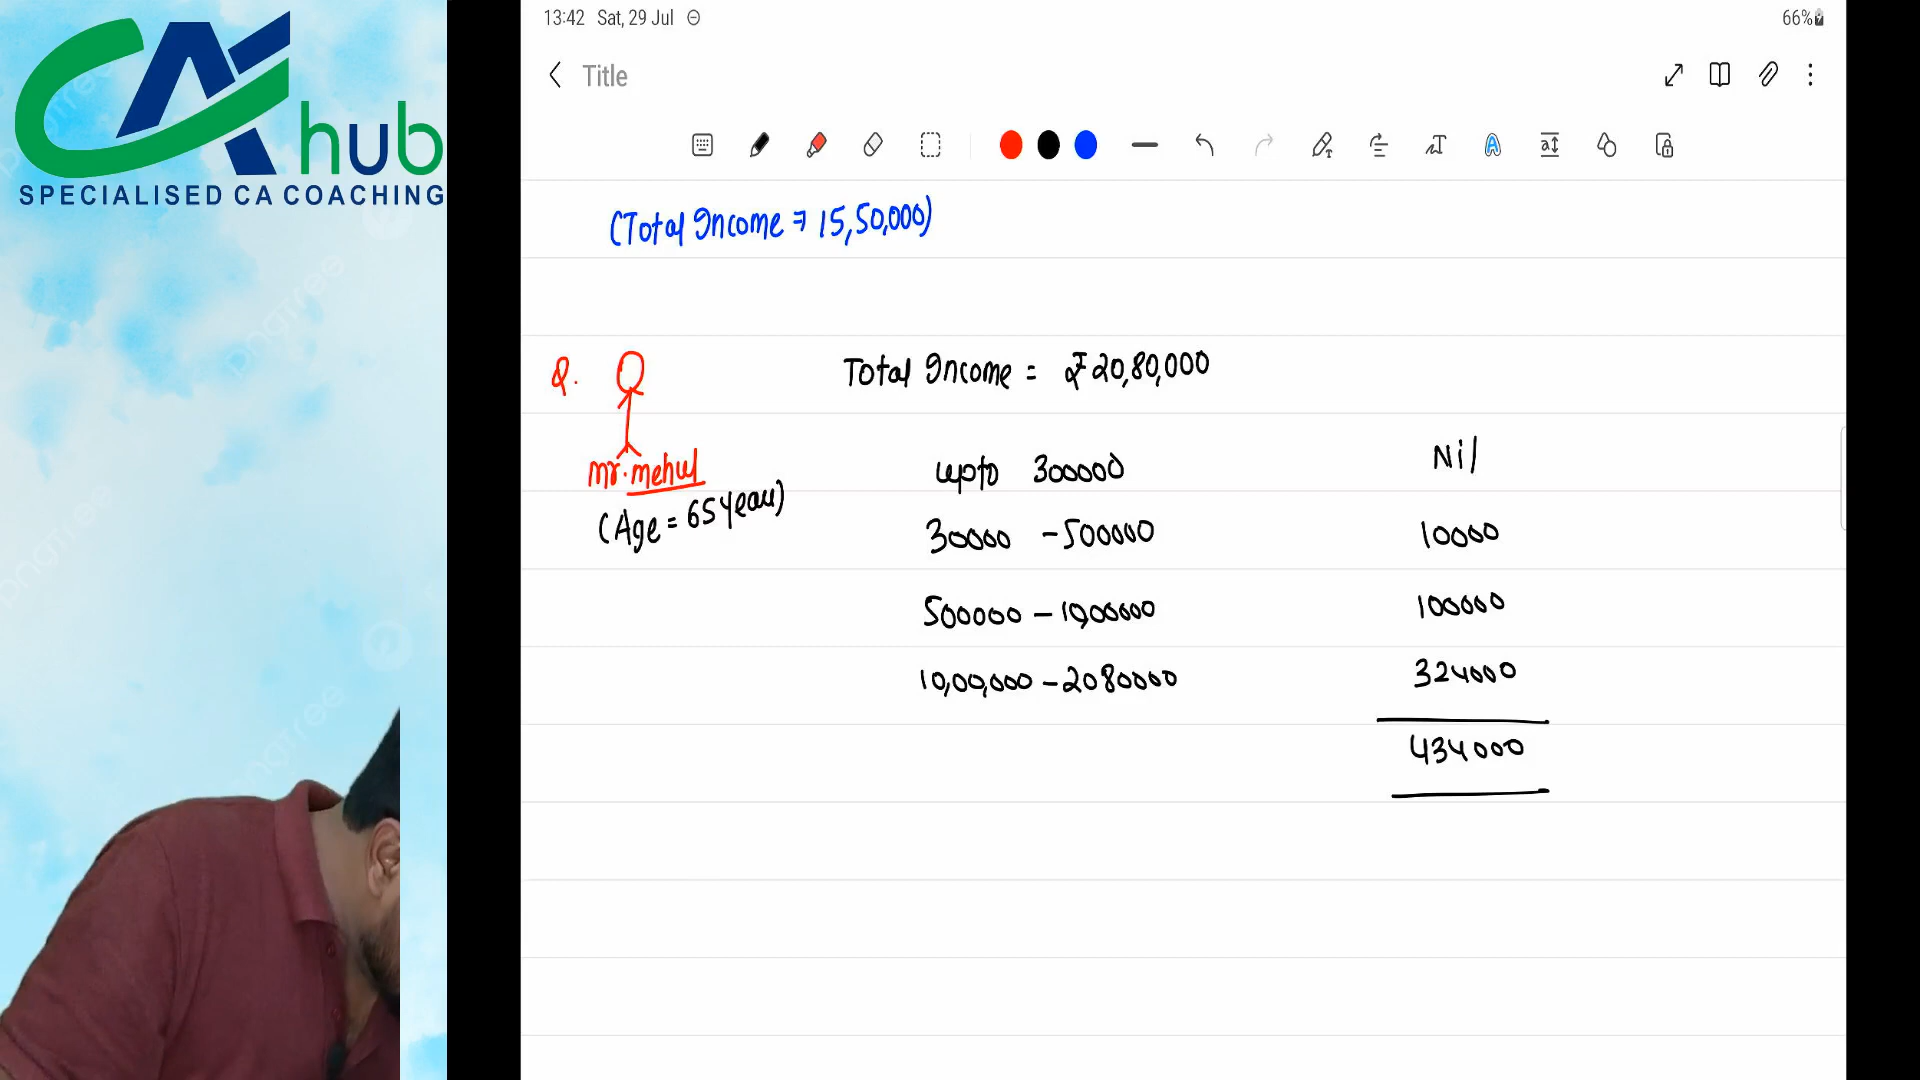 CA hub
SPECIALISED CA COACHING
13:42 Sat, 29 Jul
66%
Title
(Total Income = 15,50,000)
Q.
Total Income = ₹20,80,000
mr. mehul
(Age = 65 years)
upto 300000 Nil
30000 - 500000 10000
500000 - 10,00000 100000
10,00,000 - 2080000 324000
434000